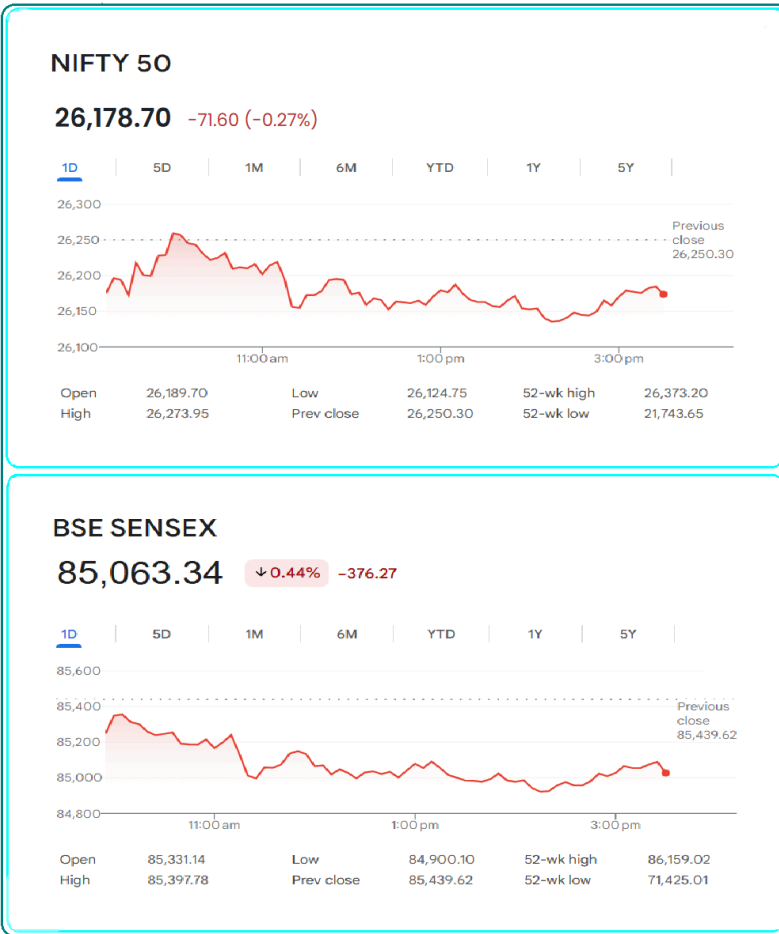 NIFTY 50
26,178.70 -71.60 (-0.27%)
1D 5D 1M 6M YTD 1Y 5Y
26,300
Previous
26,250 close
26,250.30
26,200
26,150
26,100
11:00 am 1:00 pm 3:00 pm
Open 26,189.70 Low 26,124.75 52-wk high 26,373.20
High 26,273.95 Prev close 26,250.30 52-wk low 21,743.65
BSE SENSEX
85,063.34 ↓ 0.44% -376.27
1D 5D 1M 6M YTD 1Y 5Y
85,600
85,400 Previous
close
85,200 85,439.62
85,000
84,800
11:00 am 1:00 pm 3:00 pm
Open 85,331.14 Low 84,900.10 52-wk high 86,159.02
High 85,397.78 Prev close 85,439.62 52-wk low 71,425.01